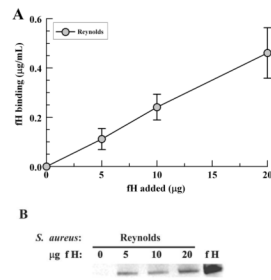 A
Reynolds
fH binding (µg/mL)
0.6
0.4
0.2
0.0
0 5 10 15 20
fH added (µg)
B
S. aureus: Reynolds
µg fH: 0 5 10 20 fH